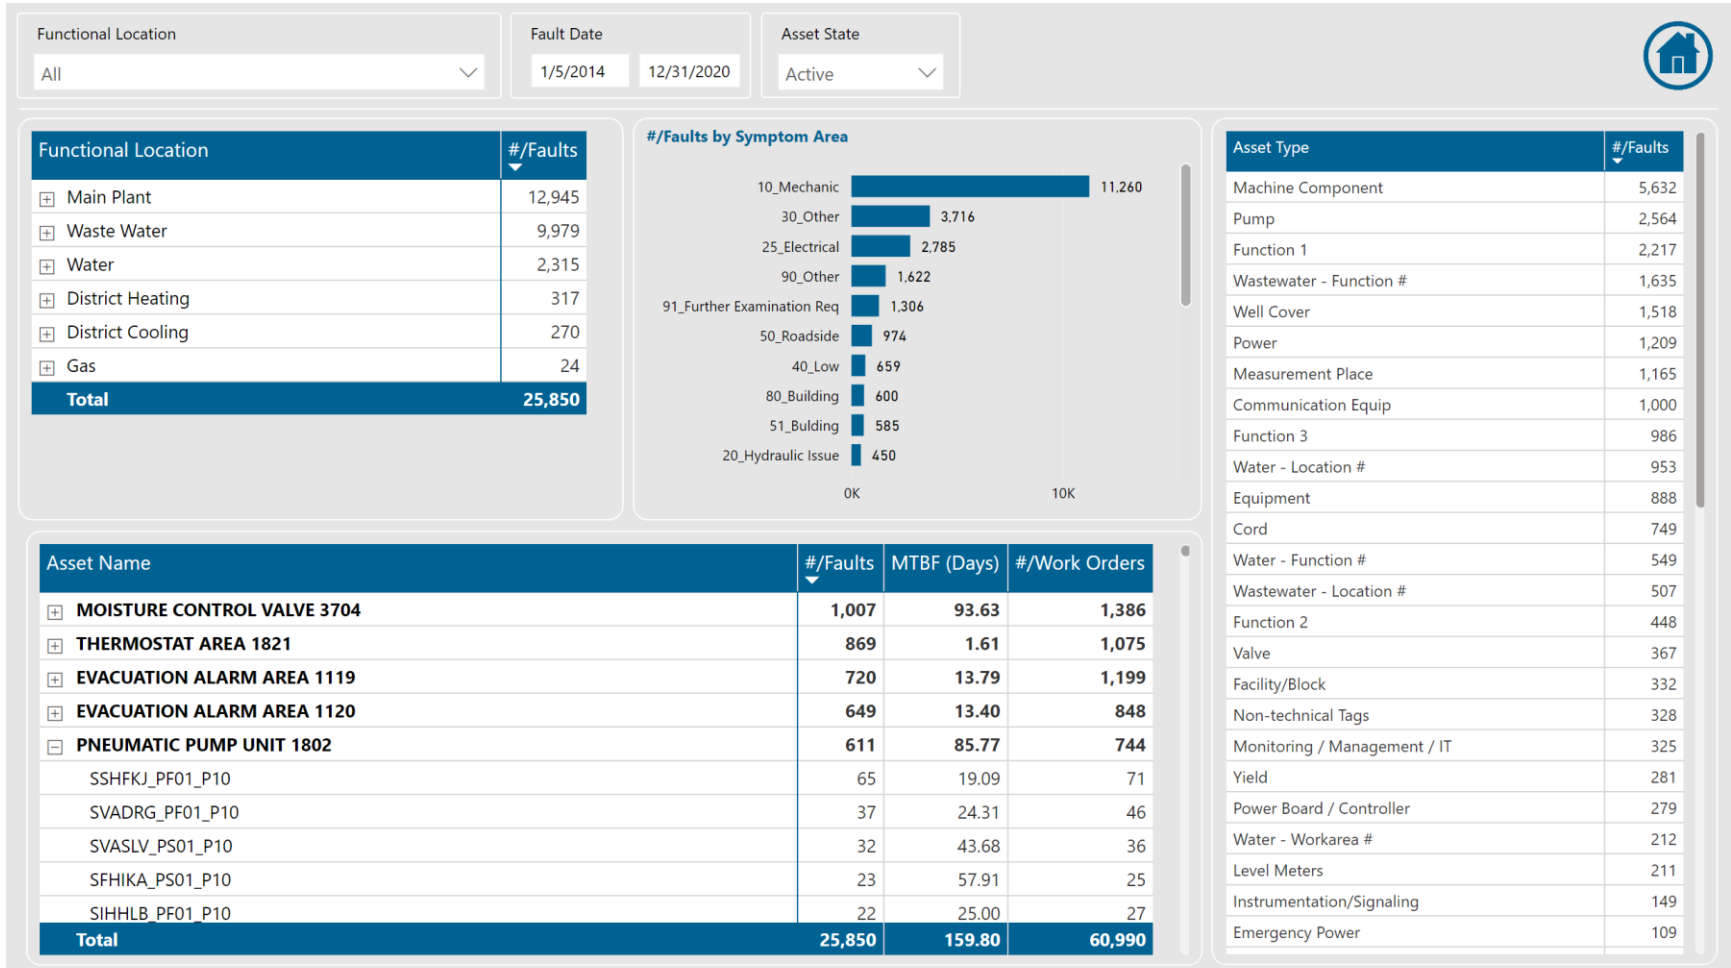 Functional Location
All
Fault Date
1/5/2014 12/31/2020
Asset State
Active
Functional Location #/Faults
Main Plant 12,945
Waste Water 9,979
Water 2,315
District Heating 317
District Cooling 270
Gas 24
Total 25,850
#/Faults by Symptom Area
10_Mechanic 11,260
30_Other 3,716
25_Electrical 2,785
90_Other 1,622
91_Further Examination Req 1,306
50_Roadside 974
40_Low 659
80_Building 600
51_Bulding 585
20_Hydraulic Issue 450
0K 10K
Asset Type #/Faults
Machine Component 5,632
Pump 2,564
Function 1 2,217
Wastewater - Function # 1,635
Well Cover 1,518
Power 1,209
Measurement Place 1,165
Communication Equip 1,000
Function 3 986
Water - Location # 953
Equipment 888
Cord 749
Water - Function # 549
Wastewater - Location # 507
Function 2 448
Valve 367
Facility/Block 332
Non-technical Tags 328
Monitoring / Management / IT 325
Yield 281
Power Board / Controller 279
Water - Workarea # 212
Level Meters 211
Instrumentation/Signaling 149
Emergency Power 109
Asset Name #/Faults MTBF (Days) #/Work Orders
MOISTURE CONTROL VALVE 3704 1,007 93.63 1,386
THERMOSTAT AREA 1821 869 1.61 1,075
EVACUATION ALARM AREA 1119 720 13.79 1,199
EVACUATION ALARM AREA 1120 649 13.40 848
PNEUMATIC PUMP UNIT 1802 611 85.77 744
SSHFKJ_PF01_P10 65 19.09 71
SVADRG_PF01_P10 37 24.31 46
SVASLV_PS01_P10 32 43.68 36
SFHIKA_PS01_P10 23 57.91 25
SIHHLB_PF01_P10 22 25.00 27
Total 25,850 159.80 60,990